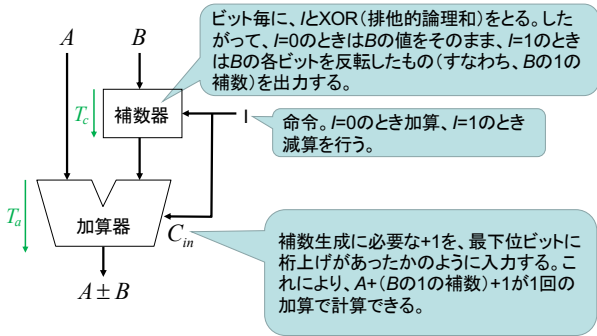 ビット毎に、IとXOR(排他的論理和)をとる。した
がって、I=0のときはBの値をそのまま、I=1のとき
はBの各ビットを反転したもの(すなわち、Bの1の
補数)を出力する。
A
B
T_c
補数器
I
命令。I=0のとき加算、I=1のとき
減算を行う。
T_a
加算器
C_in
補数生成に必要な+1を、最下位ビットに
桁上げがあったかのように入力する。こ
れにより、A+(Bの1の補数)+1が1回の
加算で計算できる。
A ± B